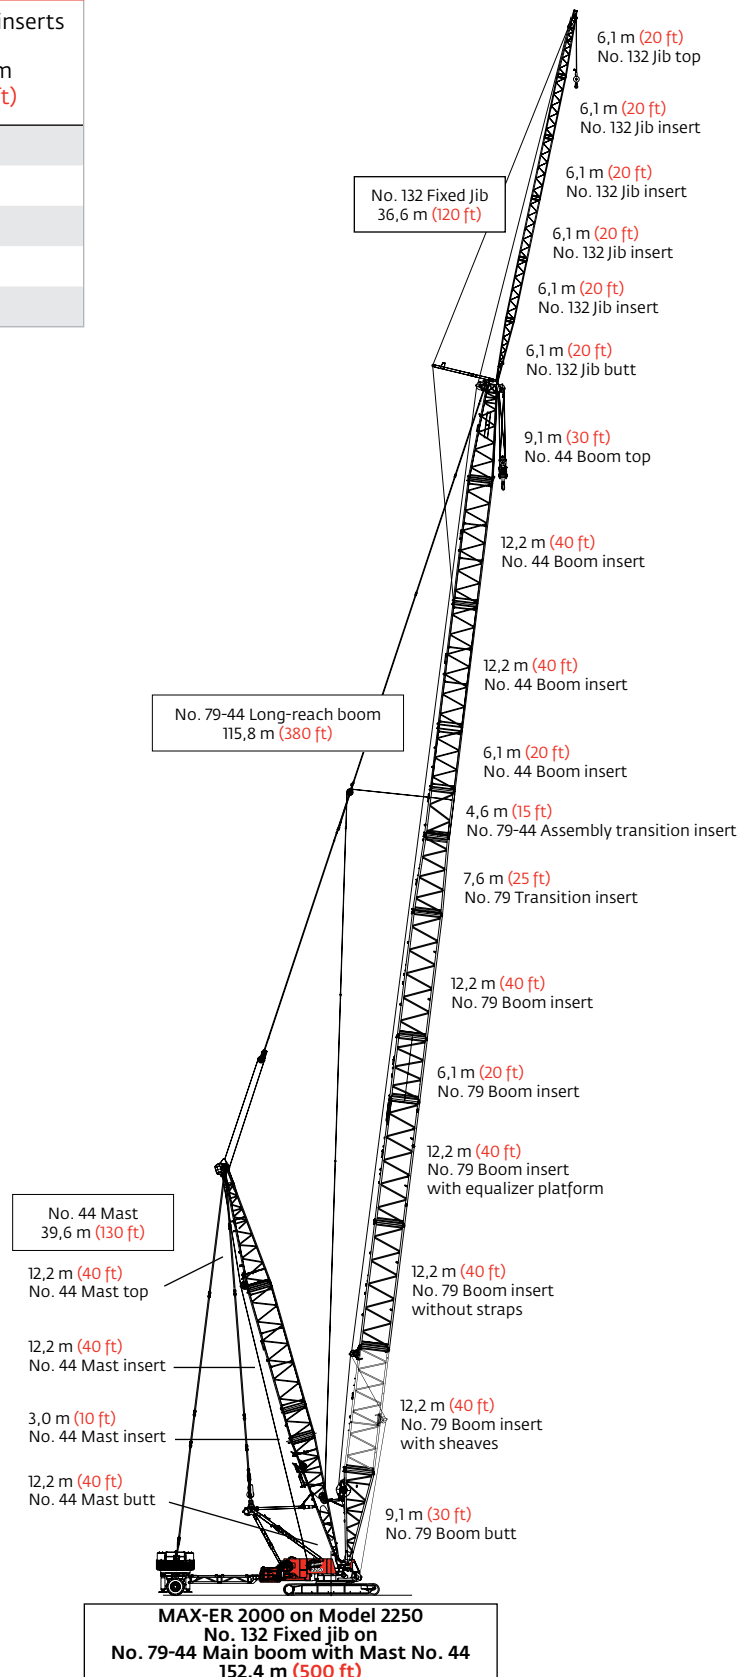 inserts
m
ft)
6,1 m (20 ft)
No. 132 Jib top
6,1 m (20 ft)
No. 132 Jib insert
6,1 m (20 ft)
No. 132 Jib insert
No. 132 Fixed Jib
36,6 m (120 ft)
6,1 m (20 ft)
No. 132 Jib insert
6,1 m (20 ft)
No. 132 Jib insert
6,1 m (20 ft)
No. 132 Jib butt
9,1 m (30 ft)
No. 44 Boom top
12,2 m (40 ft)
No. 44 Boom insert
12,2 m (40 ft)
No. 44 Boom insert
No. 79-44 Long-reach boom
115,8 m (380 ft)
6,1 m (20 ft)
No. 44 Boom insert
4,6 m (15 ft)
No. 79-44 Assembly transition insert
7,6 m (25 ft)
No. 79 Transition insert
12,2 m (40 ft)
No. 79 Boom insert
6,1 m (20 ft)
No. 79 Boom insert
12,2 m (40 ft)
No. 79 Boom insert
with equalizer platform
No. 44 Mast
39,6 m (130 ft)
12,2 m (40 ft)
No. 44 Mast top
12,2 m (40 ft)
No. 79 Boom insert
without straps
12,2 m (40 ft)
No. 44 Mast insert
3,0 m (10 ft)
No. 44 Mast insert
12,2 m (40 ft)
No. 79 Boom insert
with sheaves
12,2 m (40 ft)
No. 44 Mast butt
9,1 m (30 ft)
No. 79 Boom butt
MAX-ER 2000 on Model 2250
No. 132 Fixed jib on
No. 79-44 Main boom with Mast No. 44
152,4 m (500 ft)